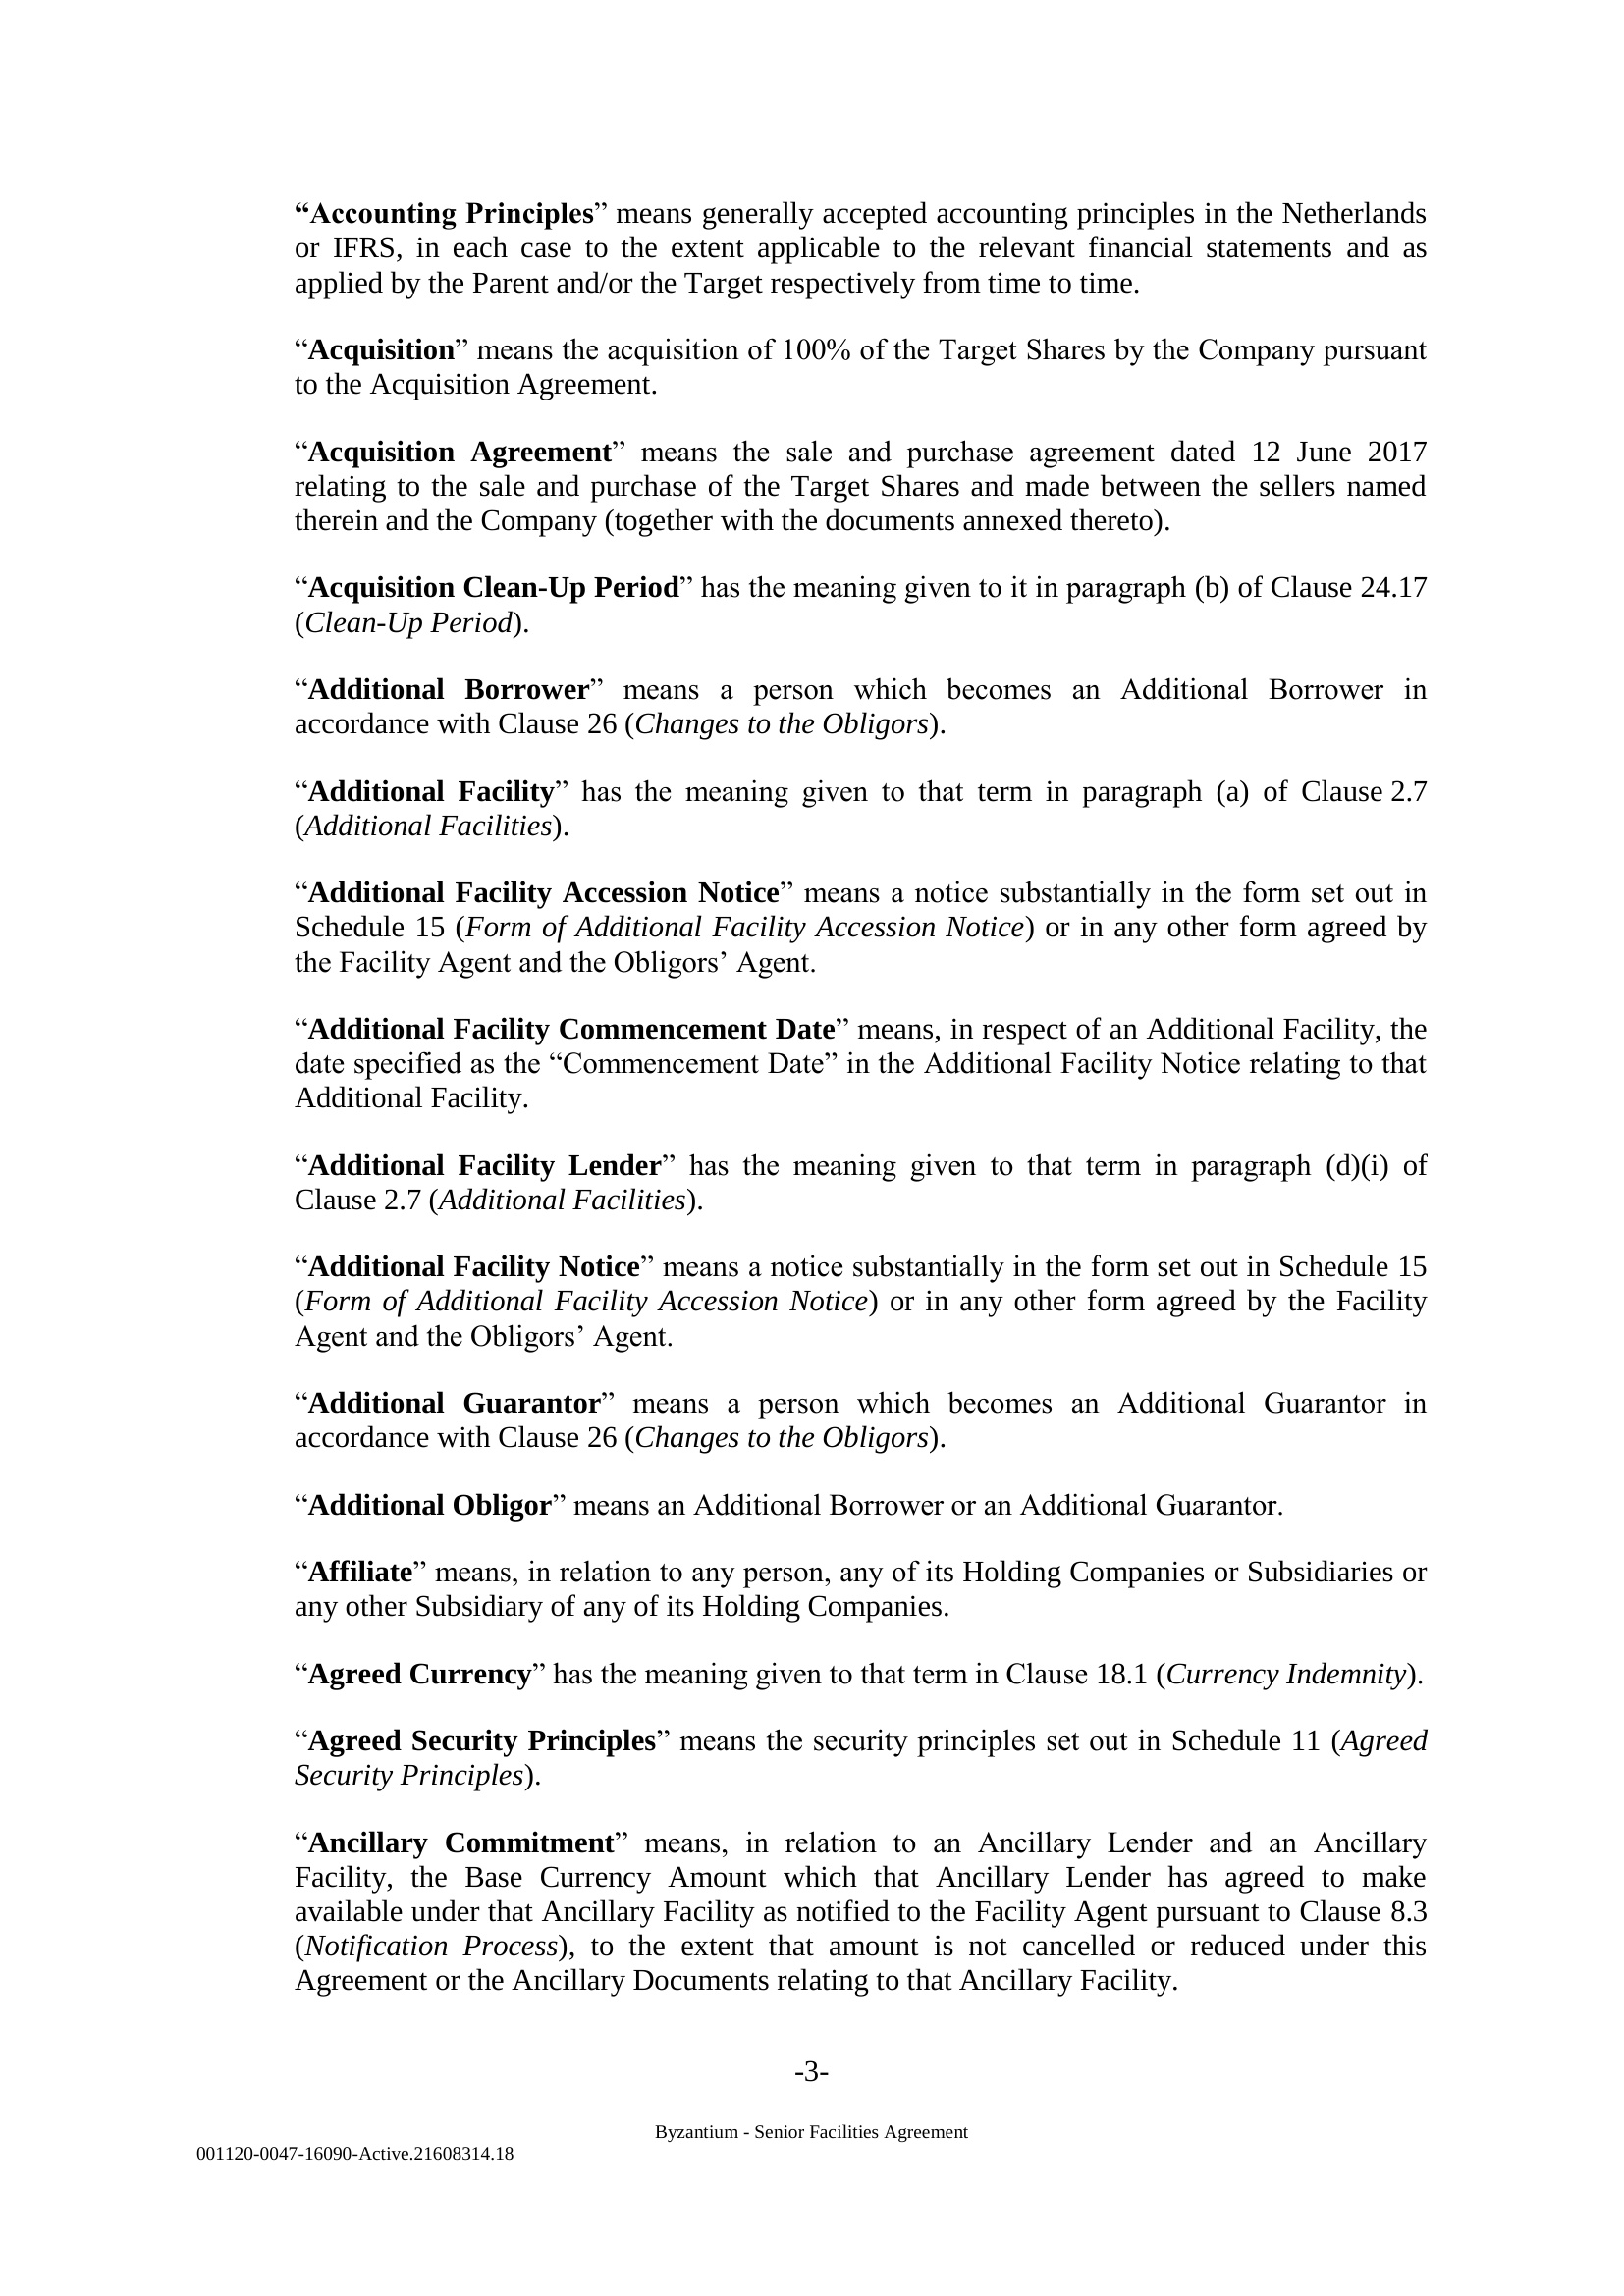 “Accounting Principles” means generally accepted accounting principles in the Netherlands
or IFRS, in each case to the extent applicable to the relevant financial statements and as
applied by the Parent and/or the Target respectively from time to time.
“Acquisition” means the acquisition of 100% of the Target Shares by the Company pursuant
to the Acquisition Agreement.
“Acquisition Agreement” means the sale and purchase agreement dated 12 June 2017
relating to the sale and purchase of the Target Shares and made between the sellers named
therein and the Company (together with the documents annexed thereto).
“Acquisition Clean-Up Period” has the meaning given to it in paragraph (b) of Clause 24.17
(Clean-Up Period).
“Additional Borrower” means a person which becomes an Additional Borrower in
accordance with Clause 26 (Changes to the Obligors).
“Additional Facility” has the meaning given to that term in paragraph (a) of Clause 2.7
(Additional Facilities).
“Additional Facility Accession Notice” means a notice substantially in the form set out in
Schedule 15 (Form of Additional Facility Accession Notice) or in any other form agreed by
the Facility Agent and the Obligors’ Agent.
“Additional Facility Commencement Date” means, in respect of an Additional Facility, the
date specified as the “Commencement Date” in the Additional Facility Notice relating to that
Additional Facility.
“Additional Facility Lender” has the meaning given to that term in paragraph (d)(i) of
Clause 2.7 (Additional Facilities).
“Additional Facility Notice” means a notice substantially in the form set out in Schedule 15
(Form of Additional Facility Accession Notice) or in any other form agreed by the Facility
Agent and the Obligors’ Agent.
“Additional Guarantor” means a person which becomes an Additional Guarantor in
accordance with Clause 26 (Changes to the Obligors).
“Additional Obligor” means an Additional Borrower or an Additional Guarantor.
“Affiliate” means, in relation to any person, any of its Holding Companies or Subsidiaries or
any other Subsidiary of any of its Holding Companies.
“Agreed Currency” has the meaning given to that term in Clause 18.1 (Currency Indemnity).
“Agreed Security Principles” means the security principles set out in Schedule 11 (Agreed
Security Principles).
“Ancillary Commitment” means, in relation to an Ancillary Lender and an Ancillary
Facility, the Base Currency Amount which that Ancillary Lender has agreed to make
available under that Ancillary Facility as notified to the Facility Agent pursuant to Clause 8.3
(Notification Process), to the extent that amount is not cancelled or reduced under this
Agreement or the Ancillary Documents relating to that Ancillary Facility.
-3-
Byzantium - Senior Facilities Agreement
001120-0047-16090-Active.21608314.18